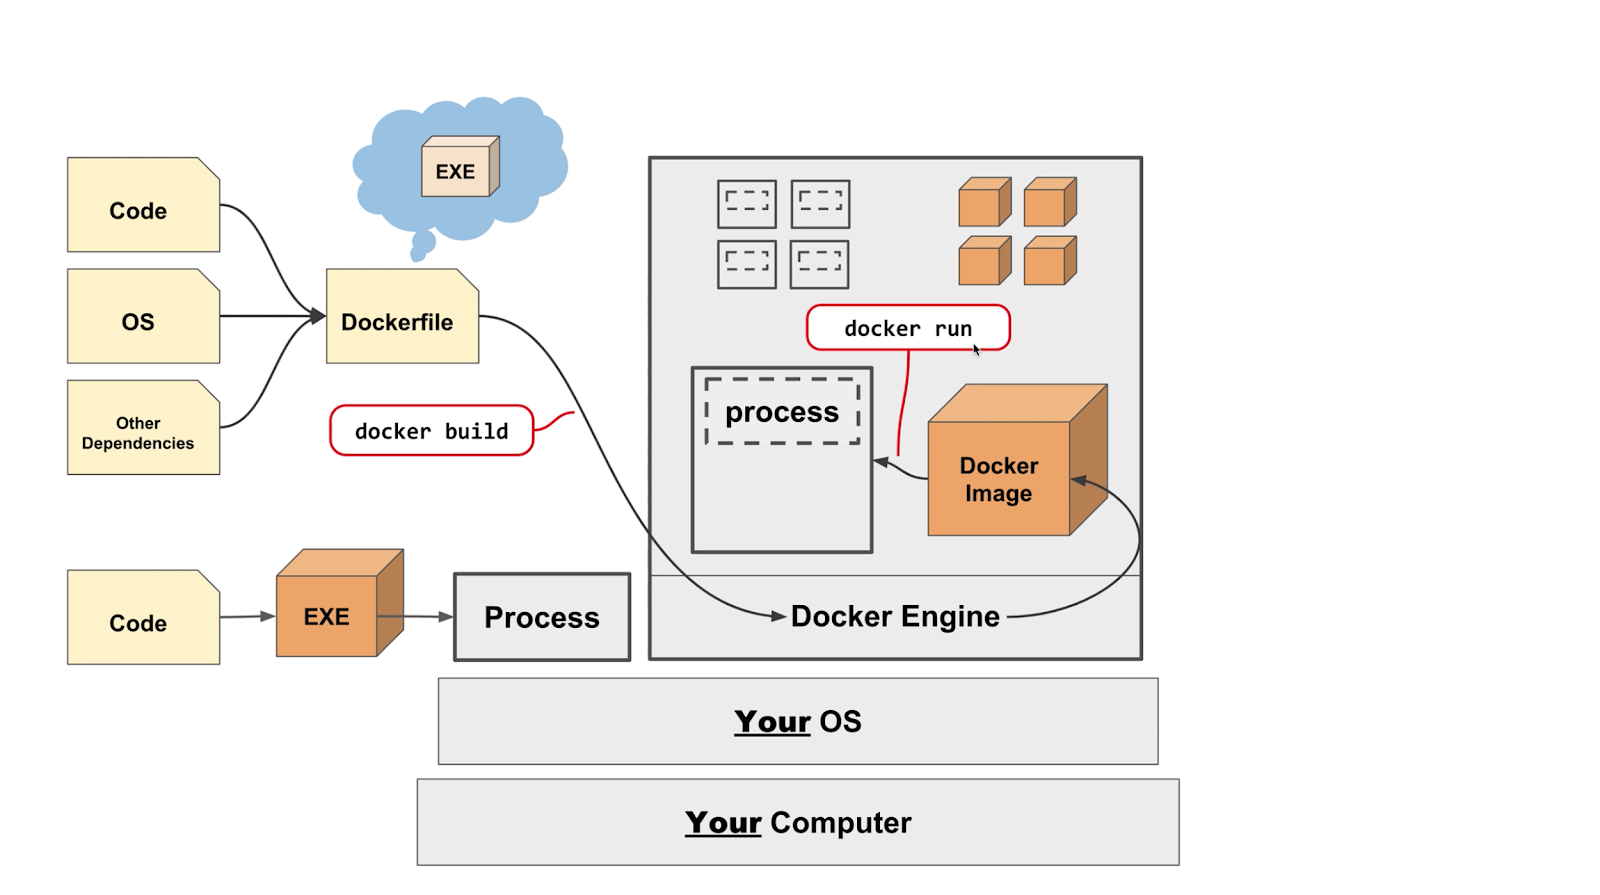 EXE
Code
OS
Other
Dependencies
Dockerfile
docker build
docker run
process
Docker
Image
Code
EXE
Process
Docker Engine
Your OS
Your Computer